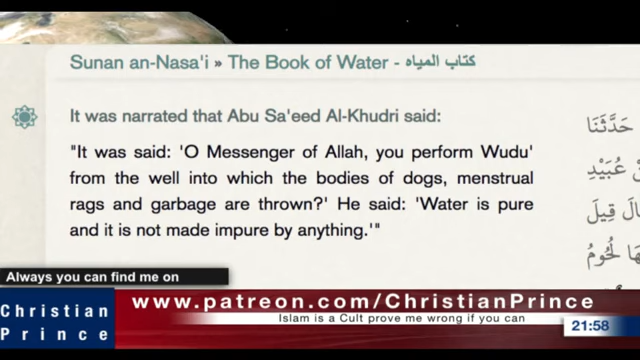 Sunan an-Nasa'i » The Book of Water - كتاب المياه
It was narrated that Abu Sa'eed Al-Khudri said:
"It was said: 'O Messenger of Allah, you perform Wudu'
from the well into which the bodies of dogs, menstrual
rags and garbage are thrown?' He said: 'Water is pure
and it is not made impure by anything.'"
حَدَّثَنَا
عُبَيْدِ
قَالَ قِيلَ
لُحُومُ
Always you can find me on
Christian
Prince
www.patreon.com/ChristianPrince
Islam is a Cult prove me wrong if you can
21:58